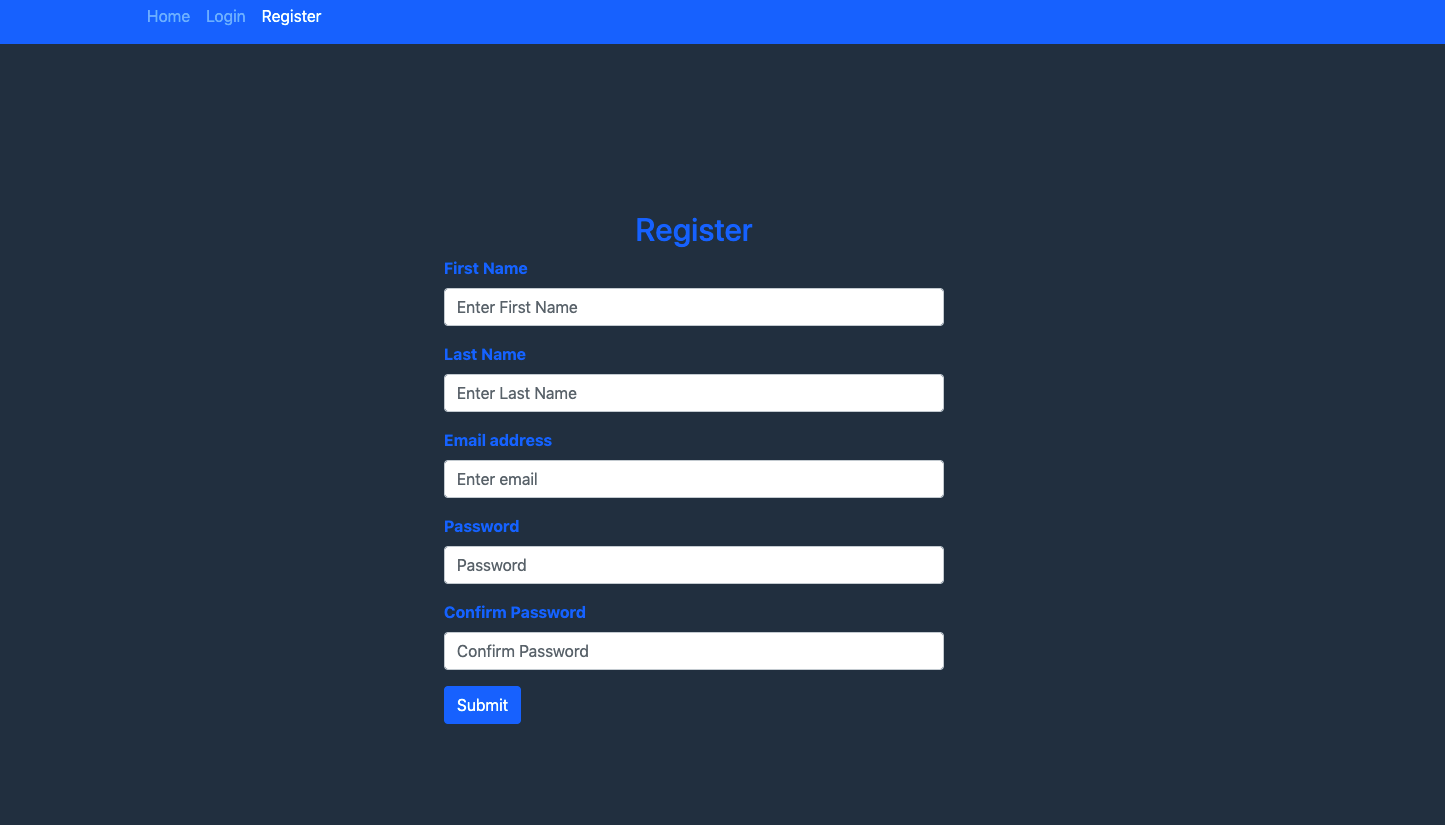 Home Login Register
Register
First Name
Enter First Name
Last Name
Enter Last Name
Email address
Enter email
Password
Password
Confirm Password
Confirm Password
Submit